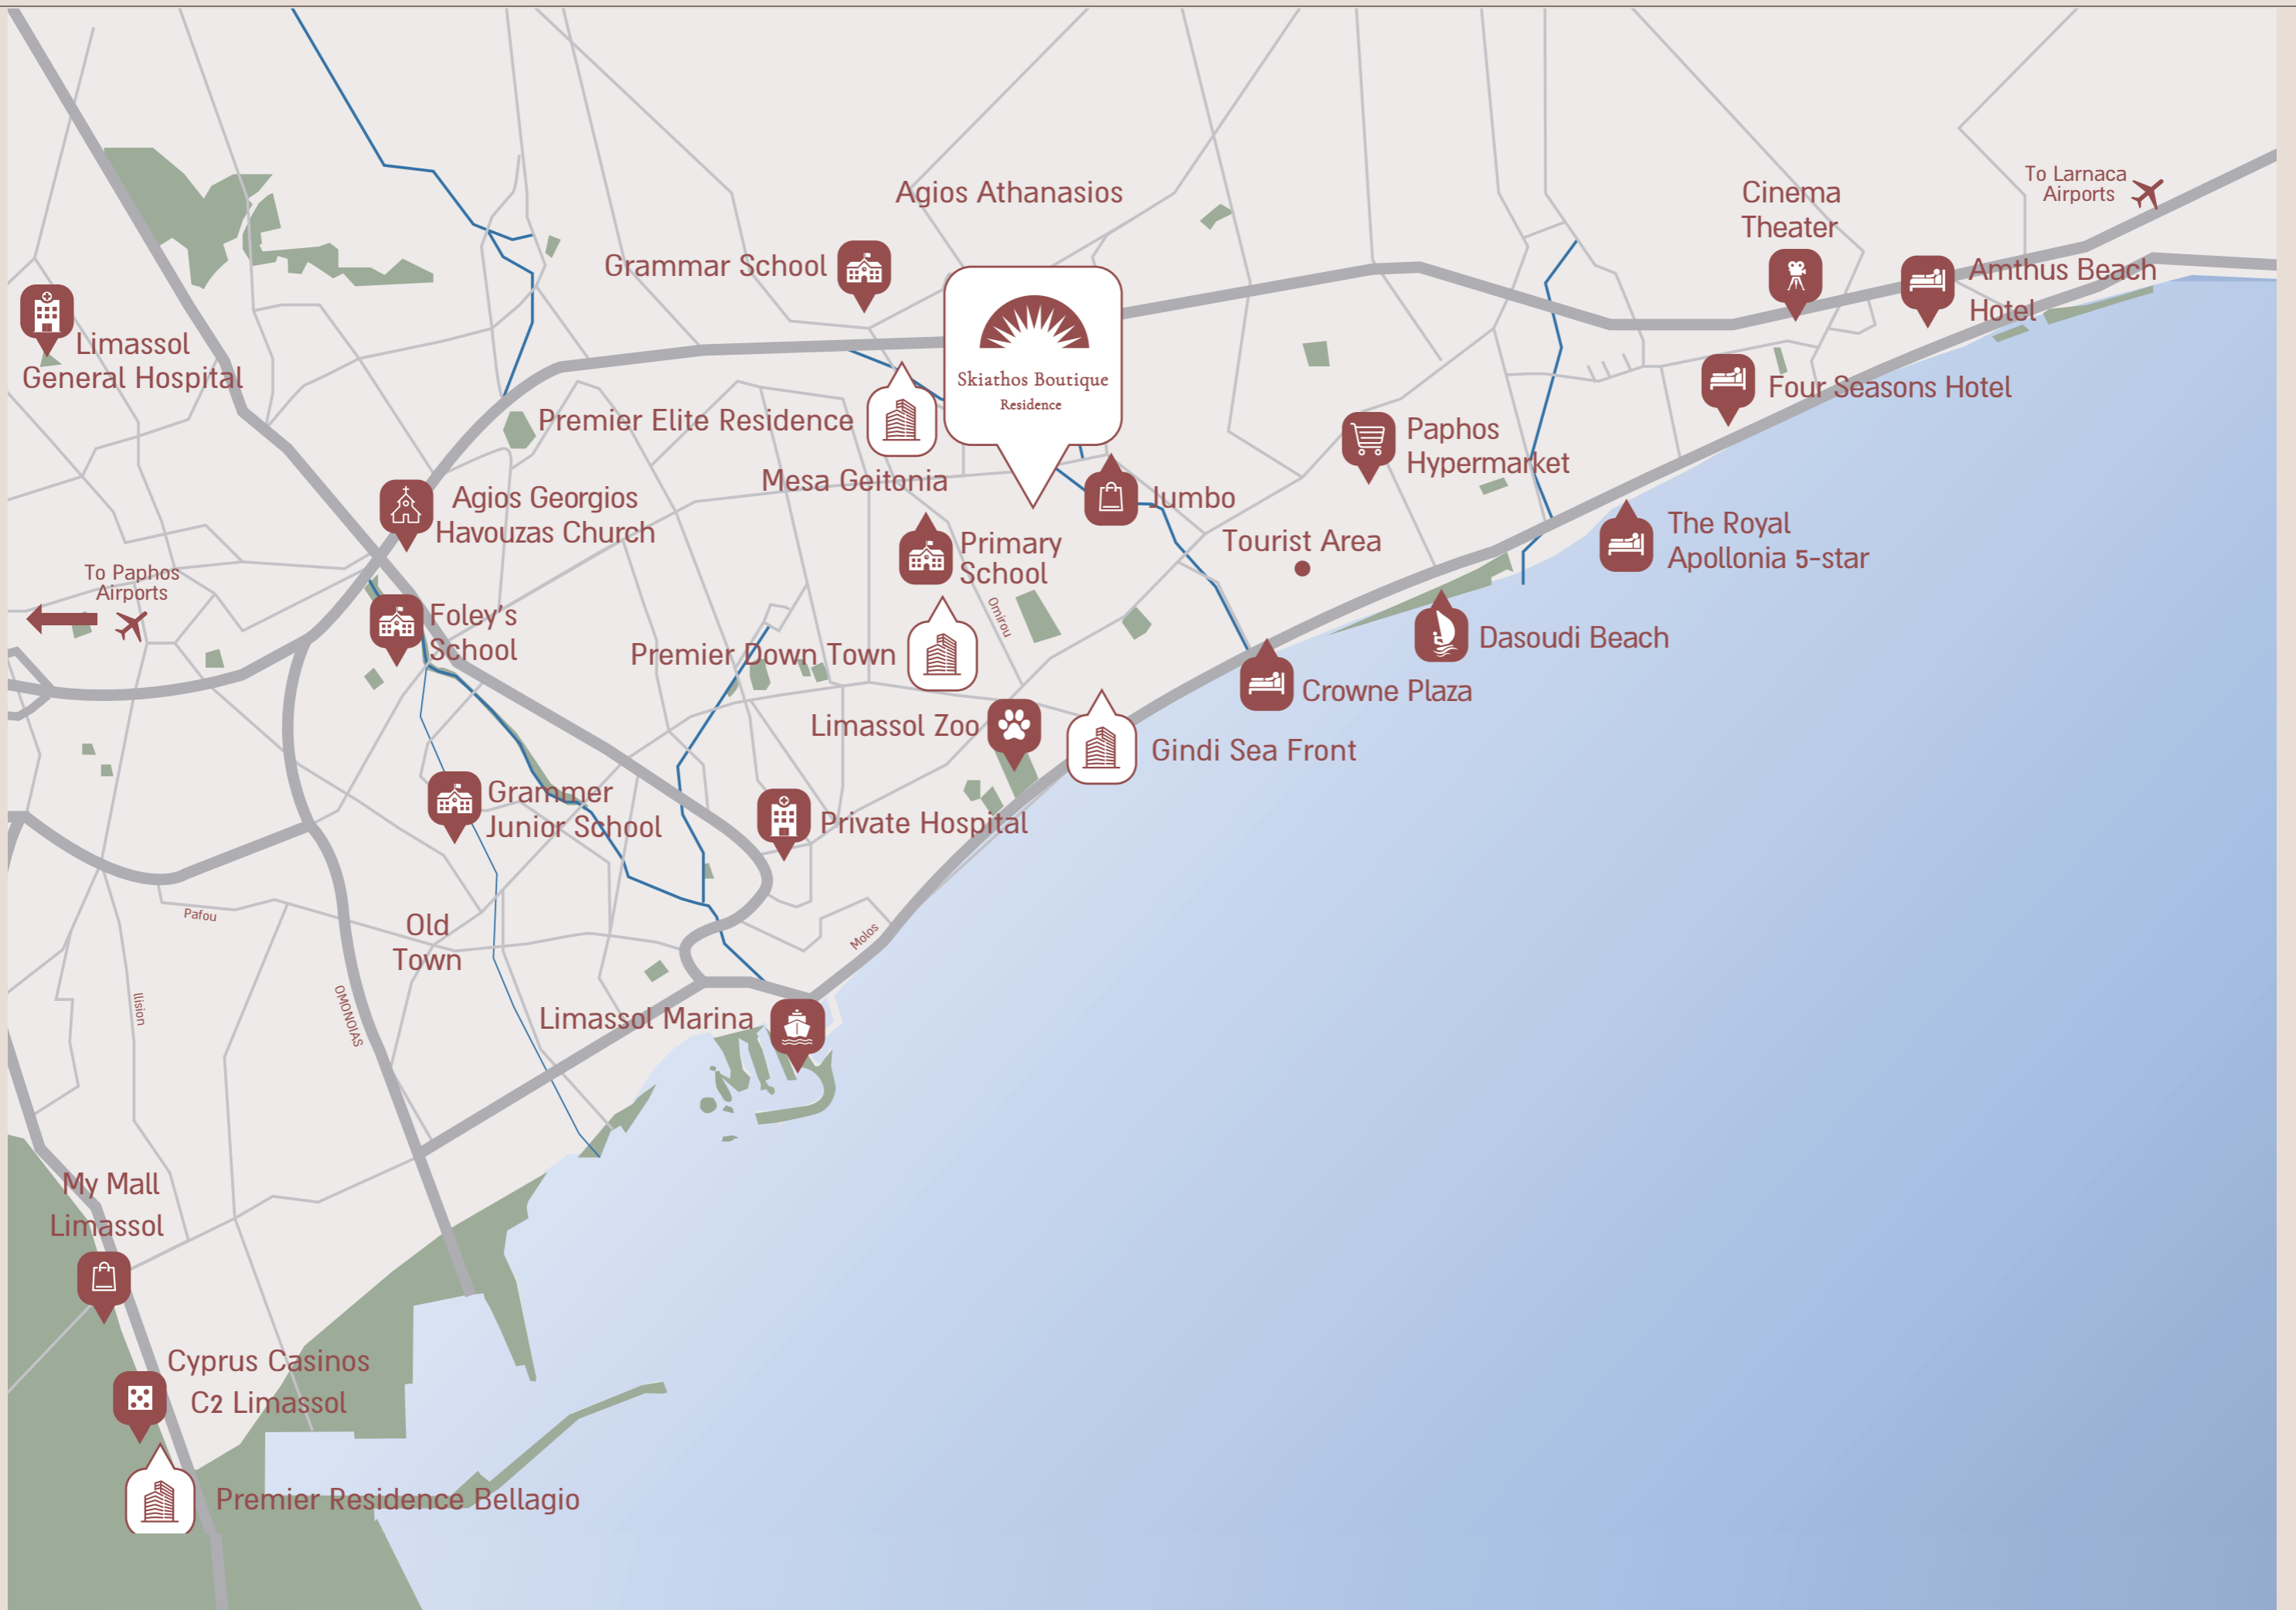 Agios Athanasios
To Larnaca
Airports
Cinema
Theater
Grammar School
Amthus Beach
Hotel
Limassol
General Hospital
Skiathos Boutique
Residence
Four Seasons Hotel
Premier Elite Residence
Paphos
Hypermarket
Mesa Geitonia
Agios Georgios
Havouzas Church
Jumbo
Tourist Area
The Royal
Apollonia 5-star
Primary
School
To Paphos
Airports
Omirou
Foley's
School
Dasoudi Beach
Premier Down Town
Crowne Plaza
Limassol Zoo
Gindi Sea Front
Grammer
Junior School
Private Hospital
Pafou
Old
Town
Molos
Ilision
OMONOIAS
Limassol Marina
My Mall
Limassol
Cyprus Casinos
C2 Limassol
Premier Residence Bellagio